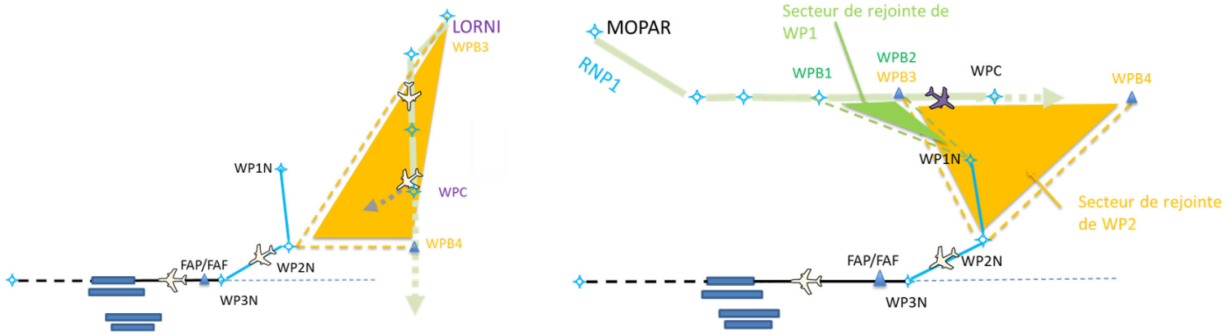 LORNI
WPB3
WP1N
WPC
WPB4
FAP/FAF
WP2N
WP3N
Secteur de rejointe de
WP1
MOPAR
RNP1
WPB1
WPB2
WPB3
WPC
WPB4
WP1N
Secteur de rejointe
de WP2
FAP/FAF
WP2N
WP3N